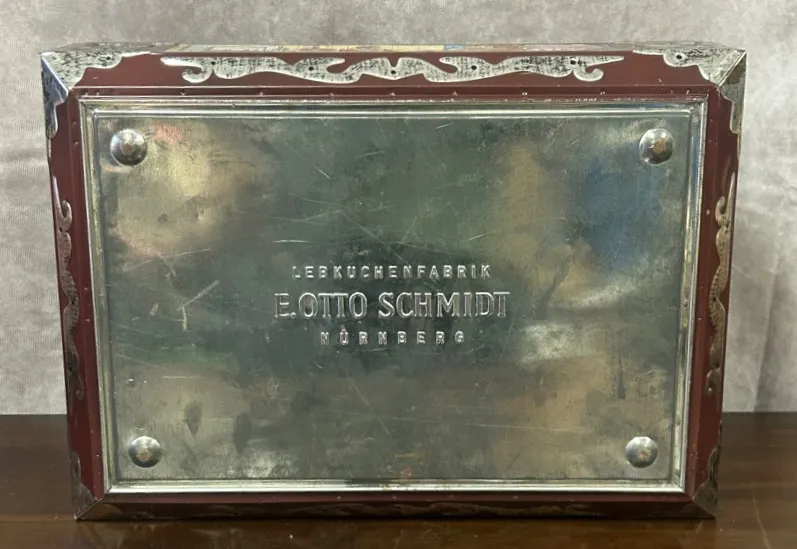 LEBKUCHENFABRIK
E. OTTO SCHMIDT
NÜRNBERG